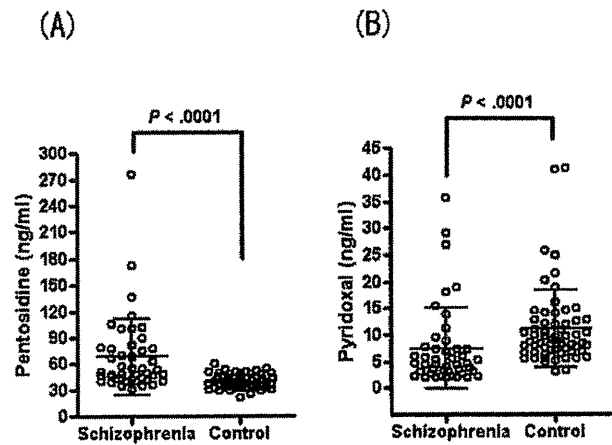 (A)
P < .0001
Pentosidine (ng/ml)
300
270
240
210
180
150
120
90
60
30
0
Schizophrenia Control
(B)
P < .0001
Pyridoxal (ng/ml)
45
40
35
30
25
20
15
10
5
0
Schizophrenia Control